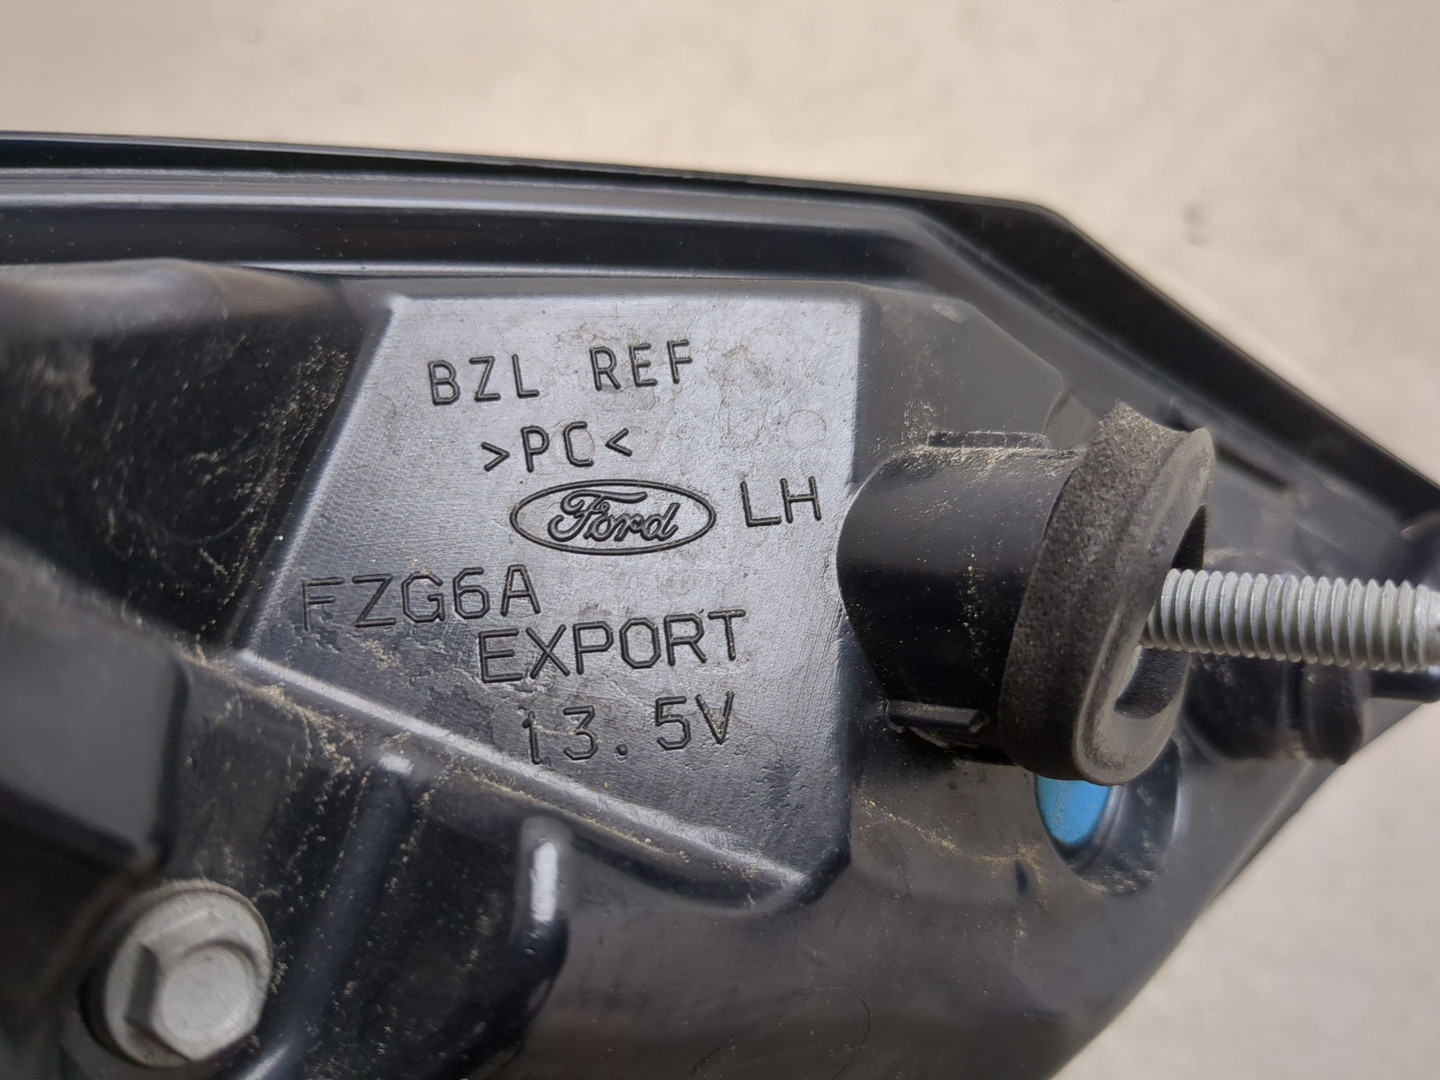 BZL REF
>PC<
Ford LH
FZG6A
EXPORT
13.5V